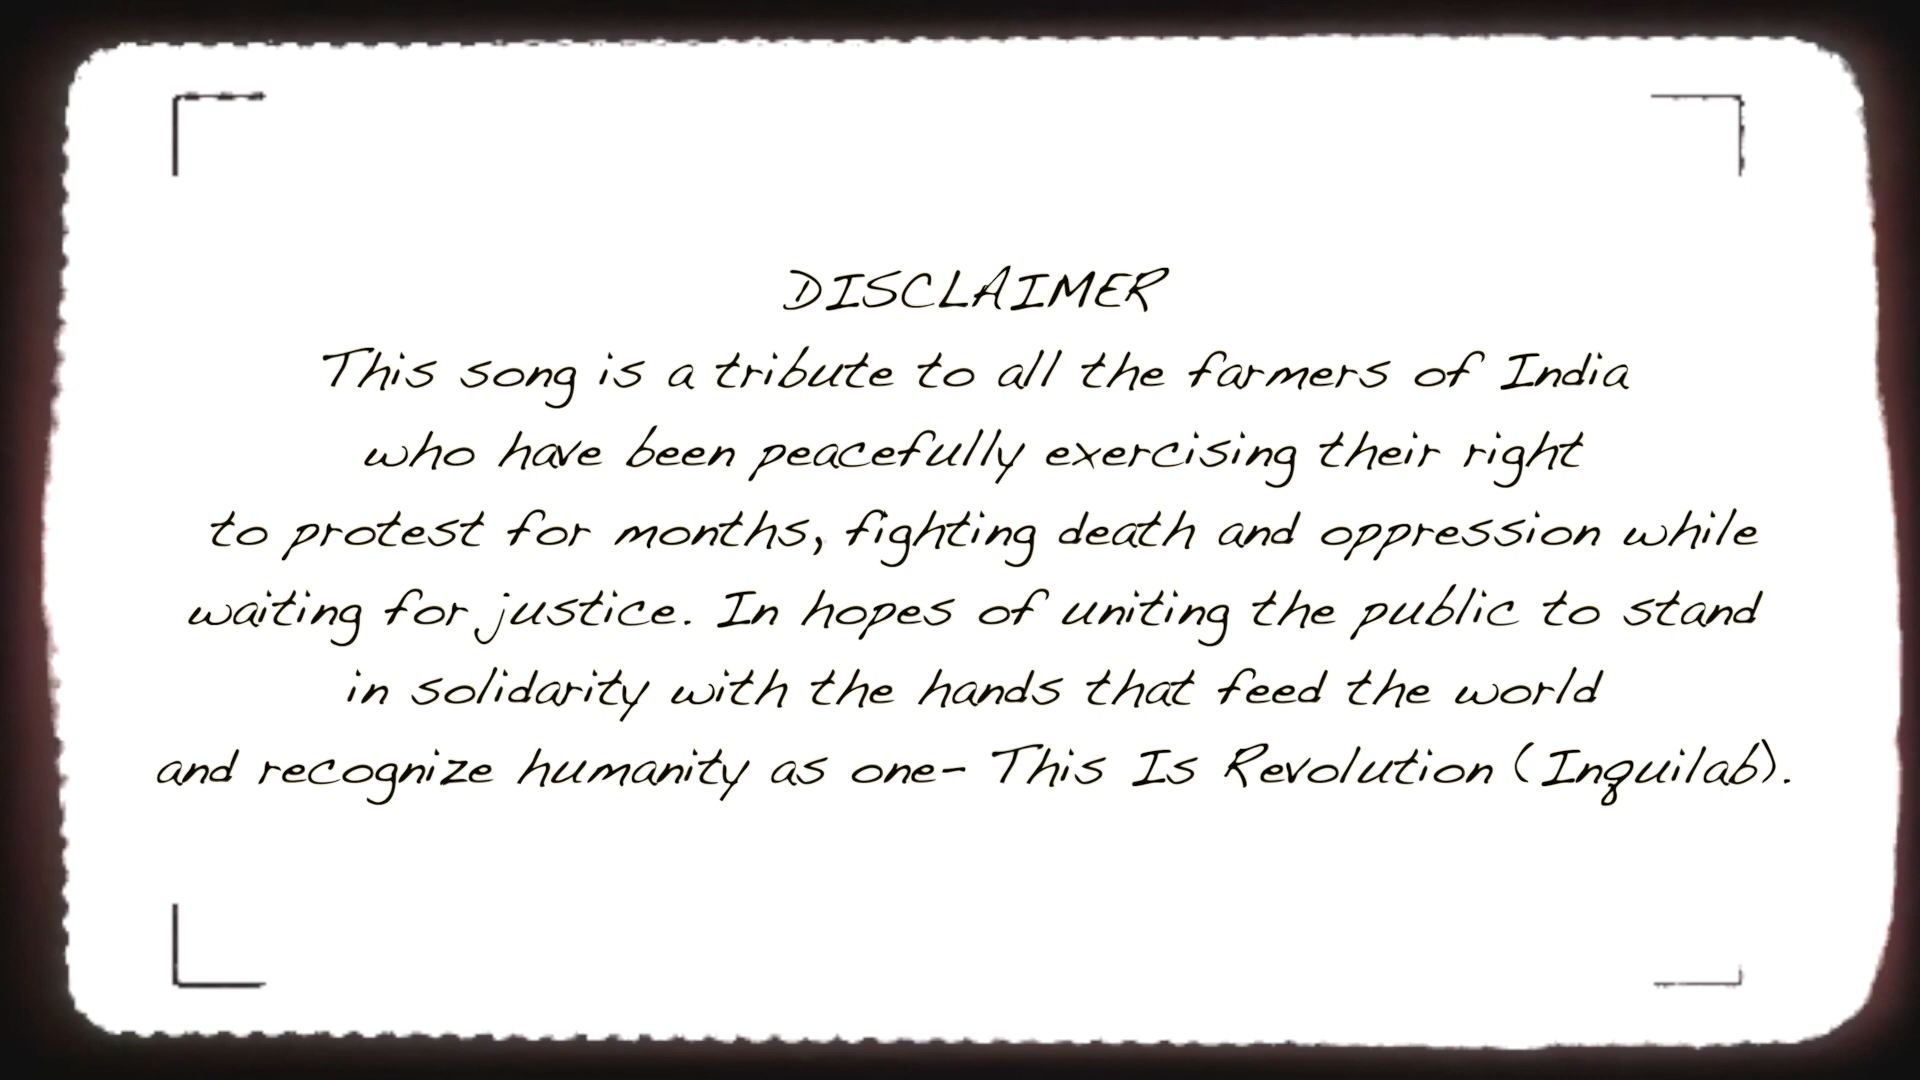 DISCLAIMER
This song is a tribute to all the farmers of India
who have been peacefully exercising their right
to protest for months, fighting death and oppression while
waiting for justice. In hopes of uniting the public to stand
in solidarity with the hands that feed the world
and recognize humanity as one- This Is Revolution (Inquilab).